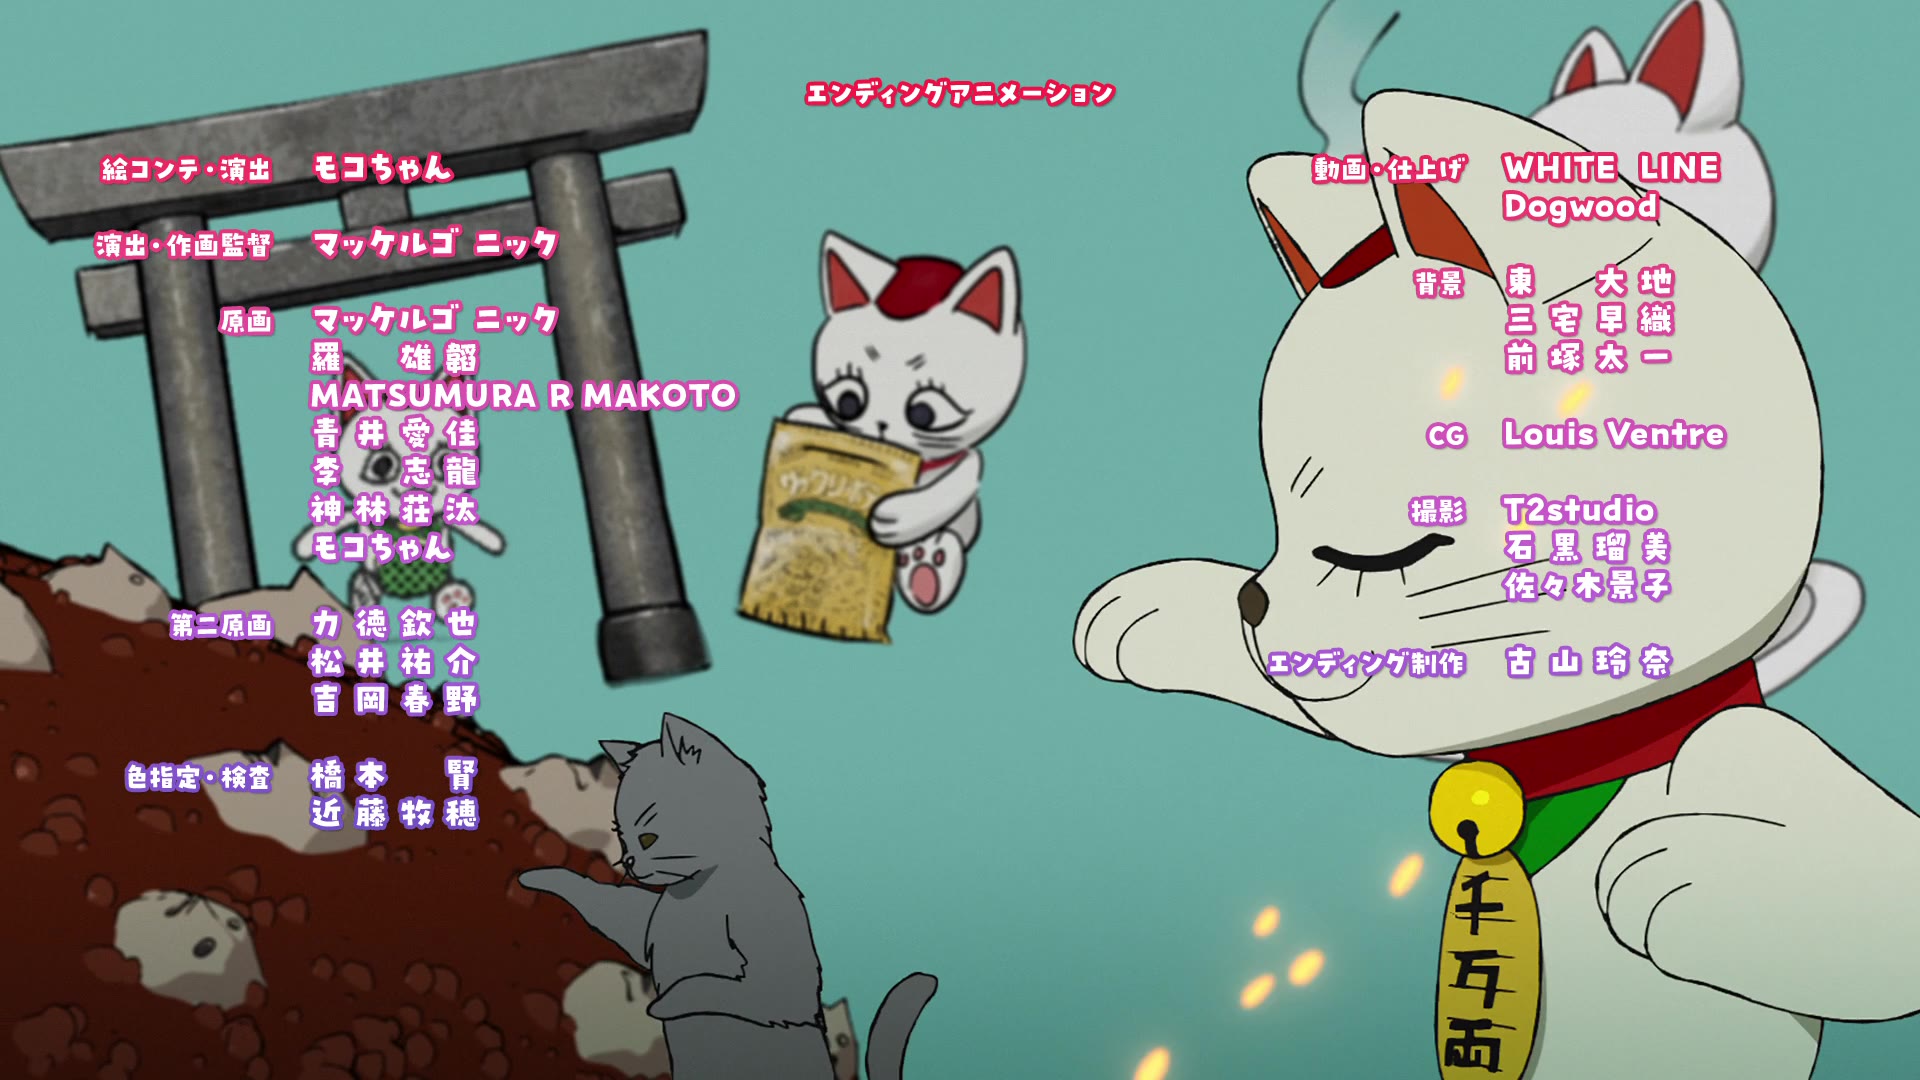 エンディングアニメーション
絵コンテ・演出 モコちゃん
演出・作画監督 マッケルゴ ニック
原画 マッケルゴ ニック
羅 雄韜
MATSUMURA R MAKOTO
青井愛佳
李 志龍
神林荘汰
モコちゃん
第二原画 力徳欽也
松井祐介
吉岡春野
色指定・検査 橋本 賢
近藤牧穂
動画・仕上げ WHITE LINE
Dogwood
背景 東 大地
三宅早織
前塚太一
CG Louis Ventre
撮影 T2studio
石黒瑠美
佐々木景子
エンディング制作 古山玲奈
千万両